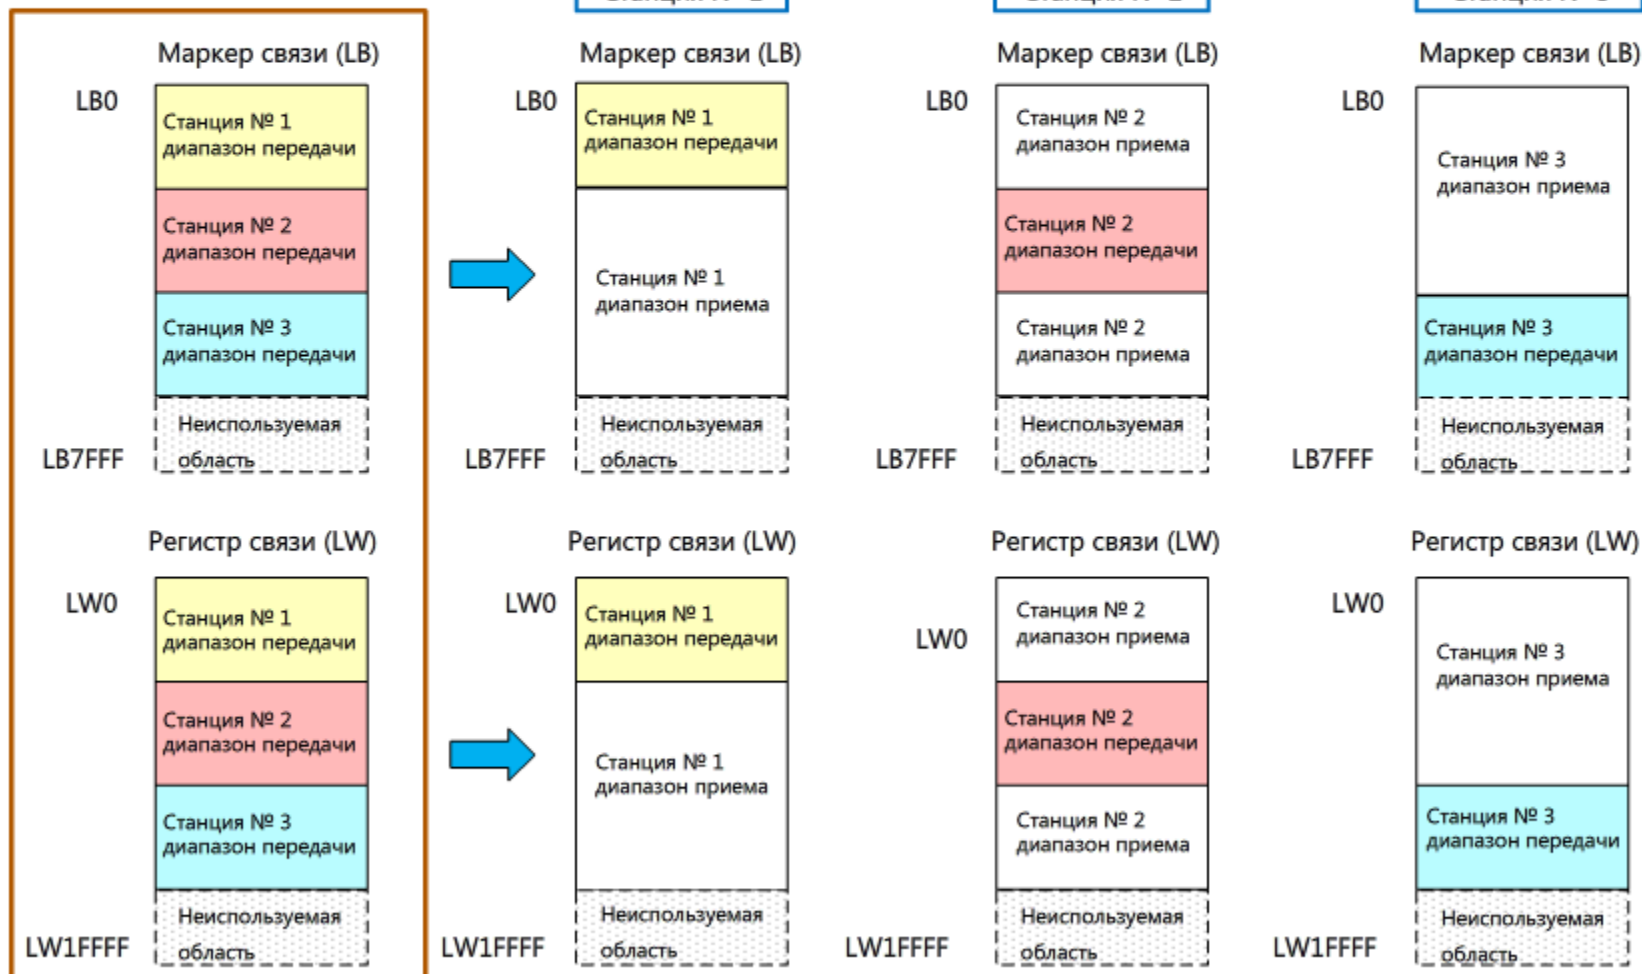 Маркер связи (LB)
LB0
Станция № 1
диапазон передачи
Станция № 2
диапазон передачи
Станция № 3
диапазон передачи
Неиспользуемая
область
LB7FFF
Регистр связи (LW)
LW0
Станция № 1
диапазон передачи
Станция № 2
диапазон передачи
Станция № 3
диапазон передачи
Неиспользуемая
область
LW1FFFF
Маркер связи (LB)
LB0
Станция № 1
диапазон передачи
Станция № 1
диапазон приема
Неиспользуемая
область
LB7FFF
Регистр связи (LW)
LW0
Станция № 1
диапазон передачи
Станция № 1
диапазон приема
Неиспользуемая
область
LW1FFFF
Маркер связи (LB)
LB0
Станция № 2
диапазон приема
Станция № 2
диапазон передачи
Станция № 2
диапазон приема
Неиспользуемая
область
LB7FFF
Регистр связи (LW)
LW0
Станция № 2
диапазон приема
Станция № 2
диапазон передачи
Станция № 2
диапазон приема
Неиспользуемая
область
LW1FFFF
Маркер связи (LB)
LB0
Станция № 3
диапазон приема
Станция № 3
диапазон передачи
Неиспользуемая
область
LB7FFF
Регистр связи (LW)
LW0
Станция № 3
диапазон приема
Станция № 3
диапазон передачи
Неиспользуемая
область
LW1FFFF